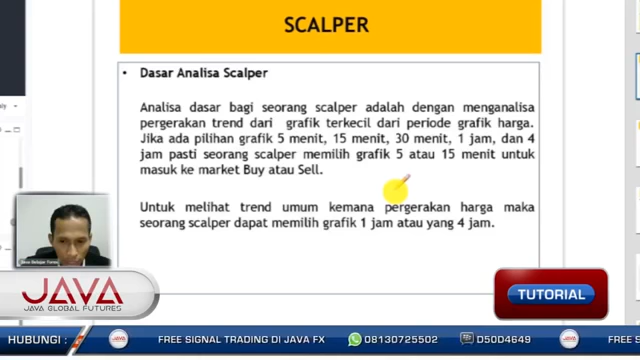 SCALPER
• Dasar Analisa Scalper
Analisa dasar bagi seorang scalper adalah dengan menganalisa
pergerakan trend dari grafik terkecil dari periode grafik harga.
Jika ada pilihan grafik 5 menit, 15 menit, 30 menit, 1 jam, dan 4
jam pasti seorang scalper memilih grafik 5 atau 15 menit untuk
masuk ke market Buy atau Sell.
Untuk melihat trend umum kemana pergerakan harga maka
seorang scalper dapat memilih grafik 1 jam atau yang 4 jam.
JAVA
JAVA GLOBAL FUTURES
TUTORIAL
HUBUNGI :
JAVA
FREE SIGNAL TRADING DI JAVA FX
08130725502
D50D4649
JAVA
FREE S